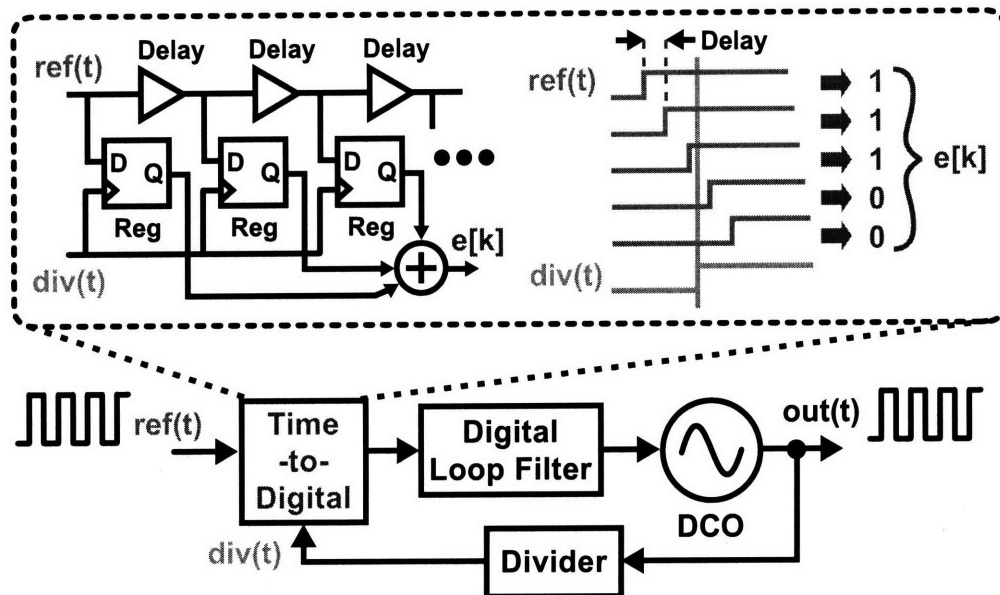 Delay Delay Delay
ref(t)
D Q D Q D Q
Reg Reg Reg
e[k]
div(t)
Delay
ref(t)
1
1
1
0
0
e[k]
div(t)
ref(t)
Time
-to-
Digital
Digital
Loop Filter
DCO
out(t)
div(t)
Divider